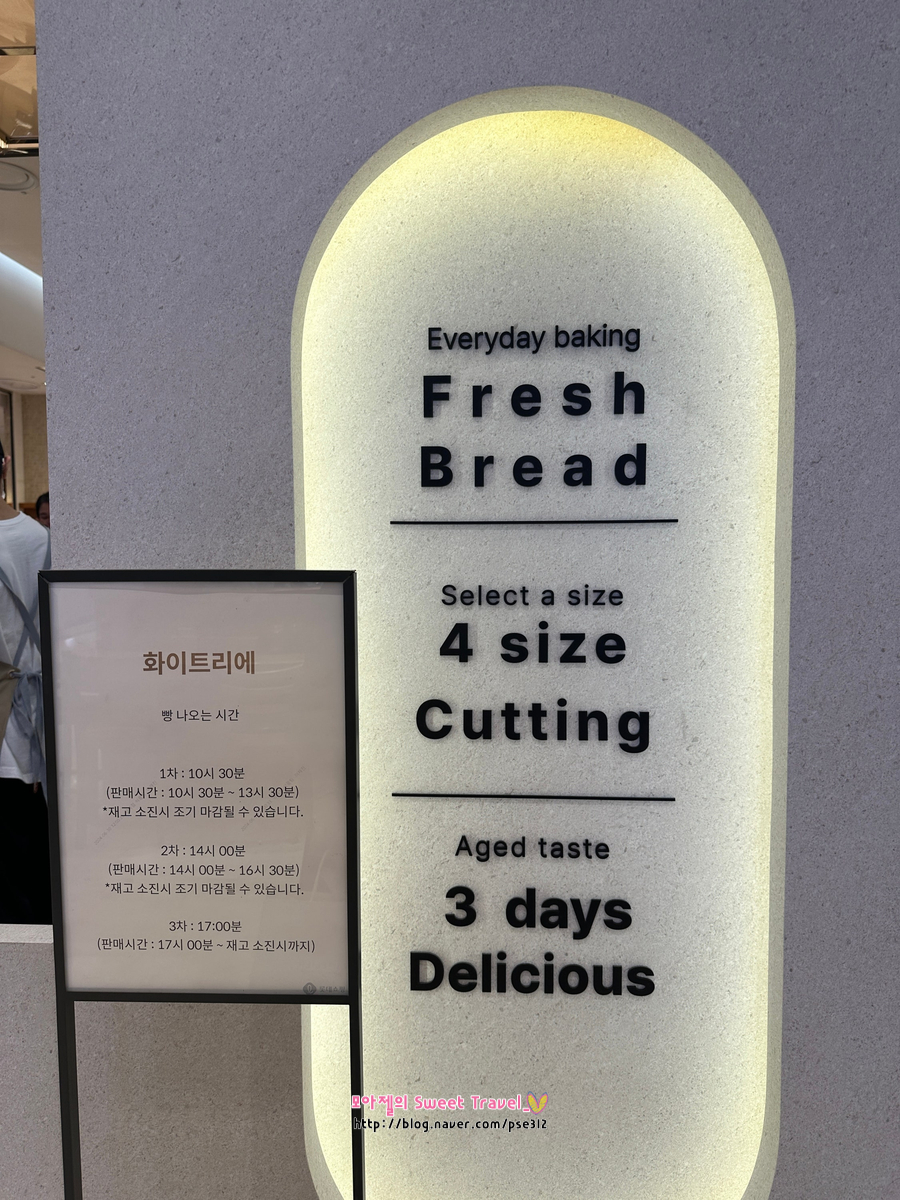 Everyday baking
Fresh
Bread
Select a size
4 size
Cutting
Aged taste
3 days
Delicious
화이트리에
빵 나오는 시간
1차 : 10시 30분
(판매시간 : 10시 30분 ~ 13시 30분)
*재고 소진시 조기 마감될 수 있습니다.
2차 : 14시 00분
(판매시간 : 14시 00분 ~ 16시 30분)
*재고 소진시 조기 마감될 수 있습니다.
3차 : 17:00분
(판매시간 : 17시 00분 ~ 재고 소진시까지)
모아젤의 Sweet Travel_
http://blog.naver.com/pse312